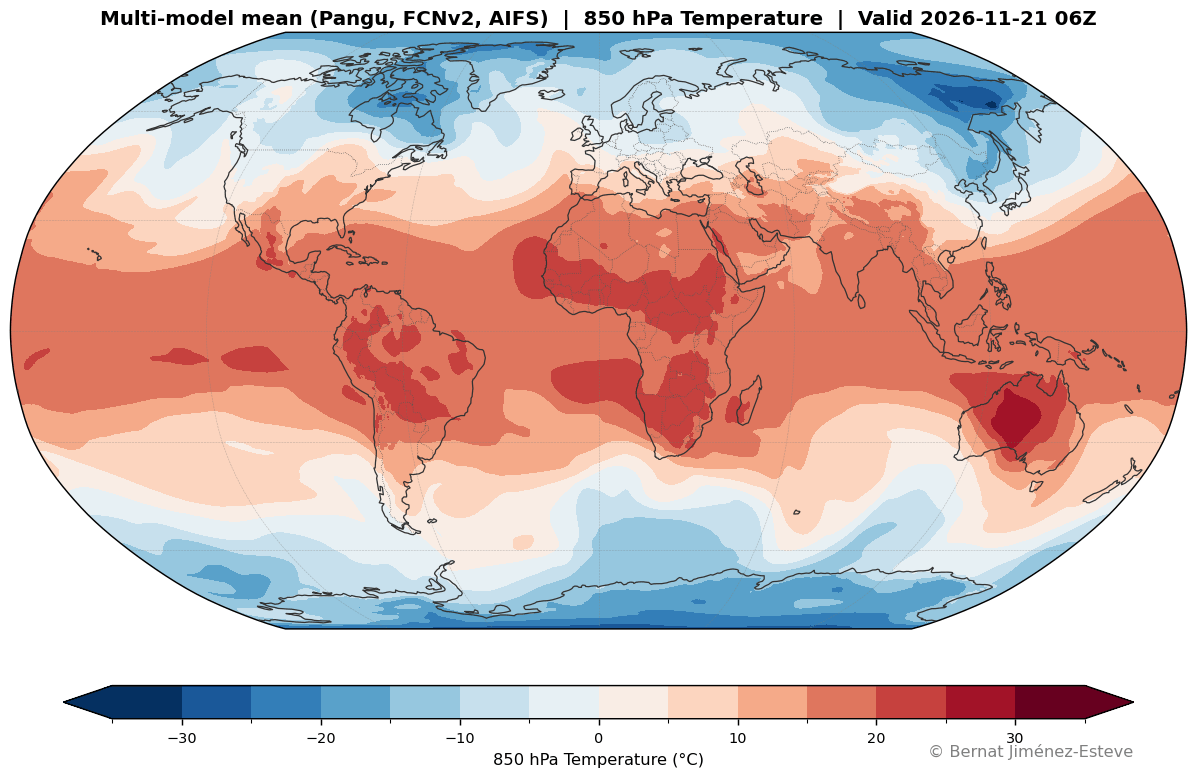 Multi-model mean (Pangu, FCNv2, AIFS)  |  850 hPa Temperature  |  Valid 2026-11-21 06Z
−30 −20 −10 0 10 20 30
850 hPa Temperature (°C)
© Bernat Jiménez-Esteve